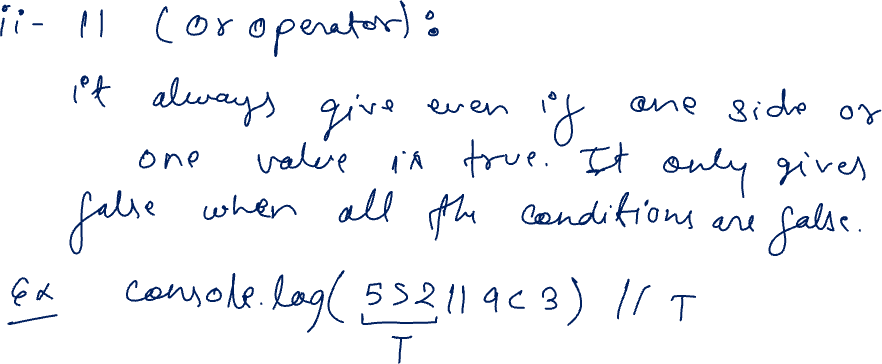 ii- || (or operator):
it always give even if one side or
one value is true. It only gives
false when all the conditions are false.
Ex console.log( 5>2 || 9<3 ) // T
T